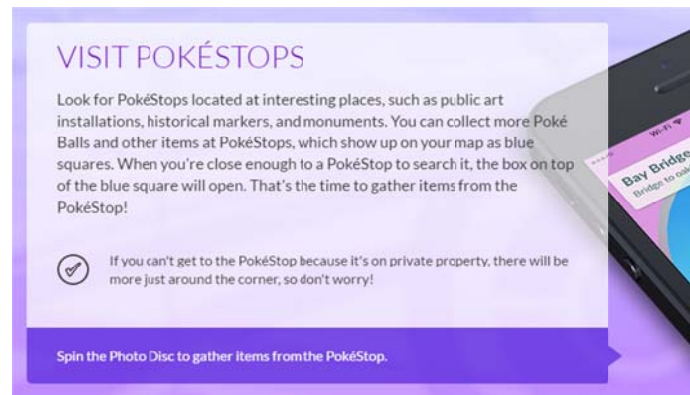 VISIT POKÉSTOPS
Look for PokéStops located at interesting places, such as public art
installations, historical markers, and monuments. You can collect more Poké
Balls and other items at PokéStops, which show up on your map as blue
squares. When you're close enough to a PokéStop to search it, the box on top
of the blue square will open. That's the time to gather items from the
PokéStop!
If you can't get to the PokéStop because it's on private property, there will be
more just around the corner, so don't worry!
Spin the Photo Disc to gather items from the PokéStop.
Wi-Fi
Bay Bridge
Bridge to oak